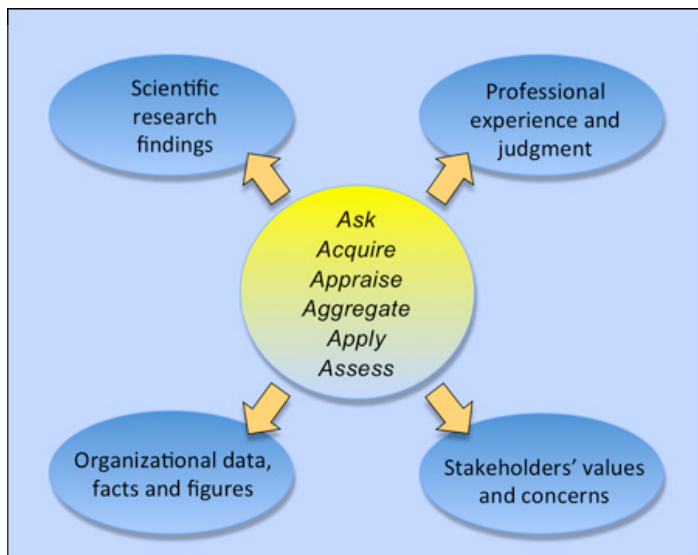 Scientific
research
findings
Professional
experience and
judgment
Ask
Acquire
Appraise
Aggregate
Apply
Assess
Organizational data,
facts and figures
Stakeholders’ values
and concerns